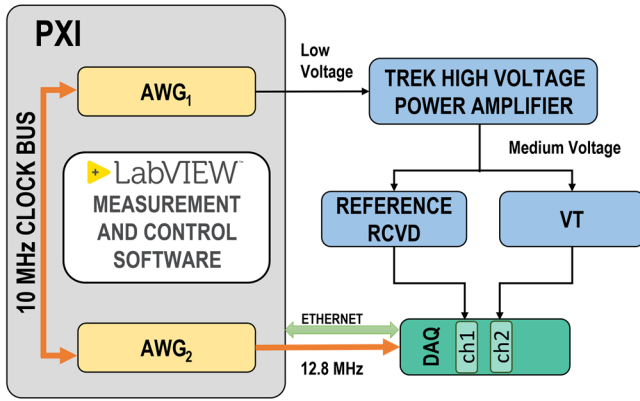 PXI
Low
Voltage
AWG1
TREK HIGH VOLTAGE
POWER AMPLIFIER
10 MHz CLOCK BUS
Medium Voltage
LabVIEW™
MEASUREMENT
AND CONTROL
SOFTWARE
REFERENCE
RCVD
VT
ETHERNET
AWG2
12.8 MHz
DAQ
ch1
ch2